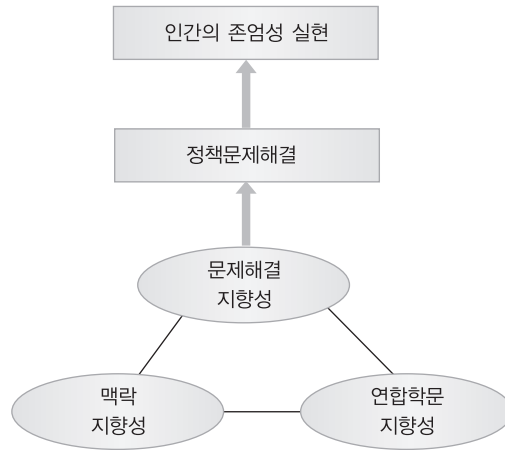 인간의 존엄성 실현
정책문제해결
문제해결
지향성
맥락
지향성
연합학문
지향성